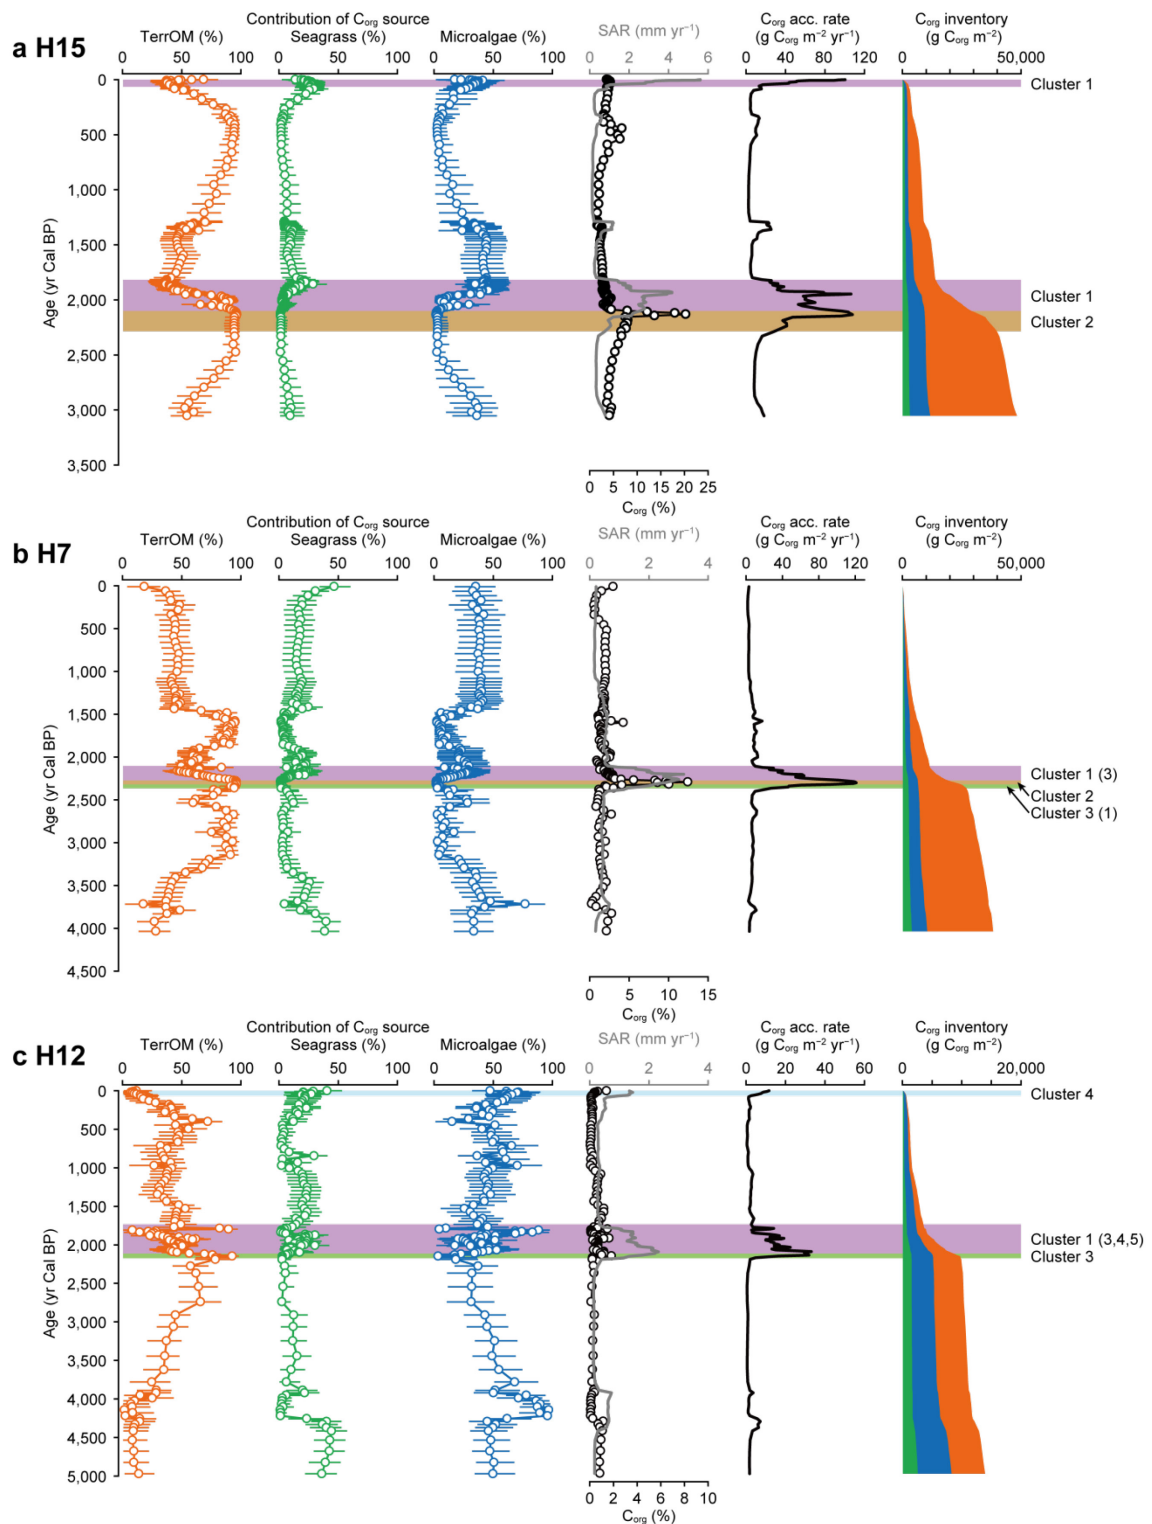 a H15
Contribution of Corg source
TerrOM (%)
Seagrass (%)
Microalgae (%)
SAR (mm yr⁻¹)
Corg acc. rate
(g Corg m⁻² yr⁻¹)
Corg inventory
(g Corg m⁻²)
0 50 100 0 50 100 0 50 100 0 2 4 6 0 40 80 120 0 50,000
Age (yr Cal BP)
0
500
1,000
1,500
2,000
2,500
3,000
3,500
Cluster 1
Cluster 1
Cluster 2
0 5 10 15 20 25
Corg (%)
b H7
Contribution of Corg source
TerrOM (%)
Seagrass (%)
Microalgae (%)
SAR (mm yr⁻¹)
Corg acc. rate
(g Corg m⁻² yr⁻¹)
Corg inventory
(g Corg m⁻²)
0 50 100 0 50 100 0 50 100 0 2 4 0 40 80 120 0 50,000
Age (yr Cal BP)
0
500
1,000
1,500
2,000
2,500
3,000
3,500
4,000
4,500
Cluster 1 (3)
Cluster 2
Cluster 3 (1)
0 5 10 15
Corg (%)
c H12
Contribution of Corg source
TerrOM (%)
Seagrass (%)
Microalgae (%)
SAR (mm yr⁻¹)
Corg acc. rate
(g Corg m⁻² yr⁻¹)
Corg inventory
(g Corg m⁻²)
0 50 100 0 50 100 0 50 100 0 2 4 0 20 40 60 0 20,000
Age (yr Cal BP)
0
500
1,000
1,500
2,000
2,500
3,000
3,500
4,000
4,500
5,000
Cluster 4
Cluster 1 (3,4,5)
Cluster 3
0 2 4 6 8 10
Corg (%)